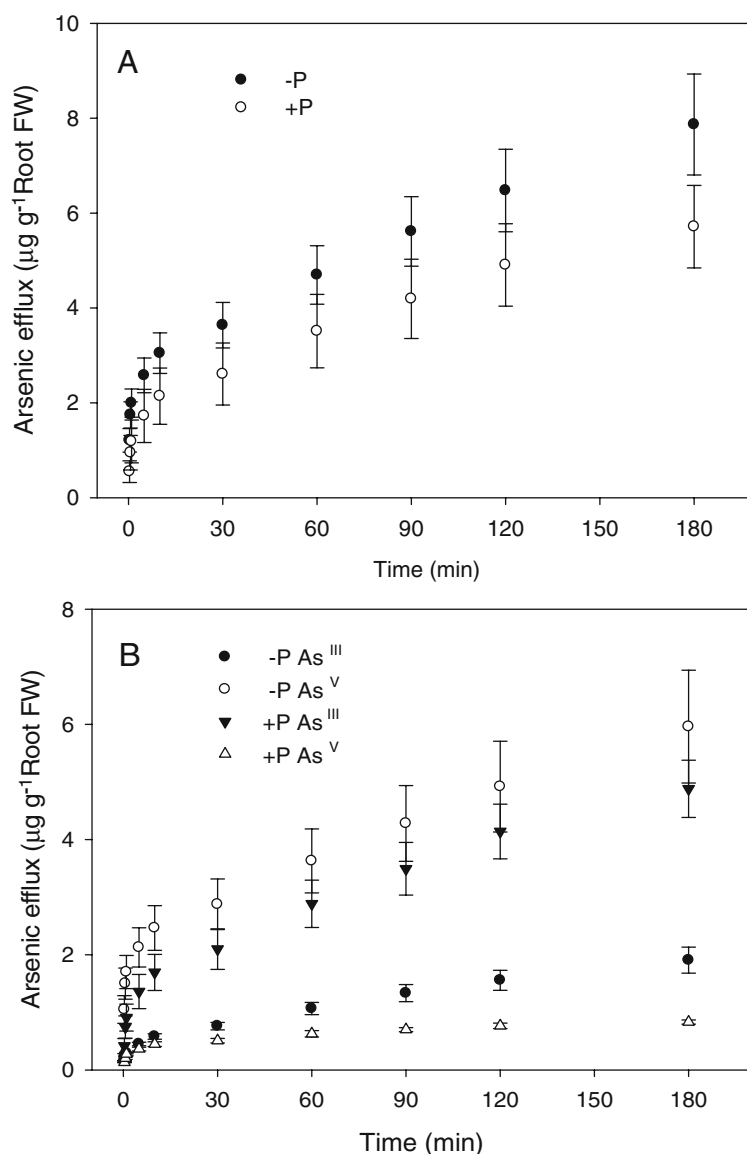 A
-P
+P
10
8
6
4
2
0
Arsenic efflux (µg g⁻¹Root FW)
0 30 60 90 120 150 180
Time (min)
B
-P As III
-P As V
+P As III
+P As V
8
6
4
2
0
Arsenic efflux (µg g⁻¹Root FW)
0 30 60 90 120 150 180
Time (min)